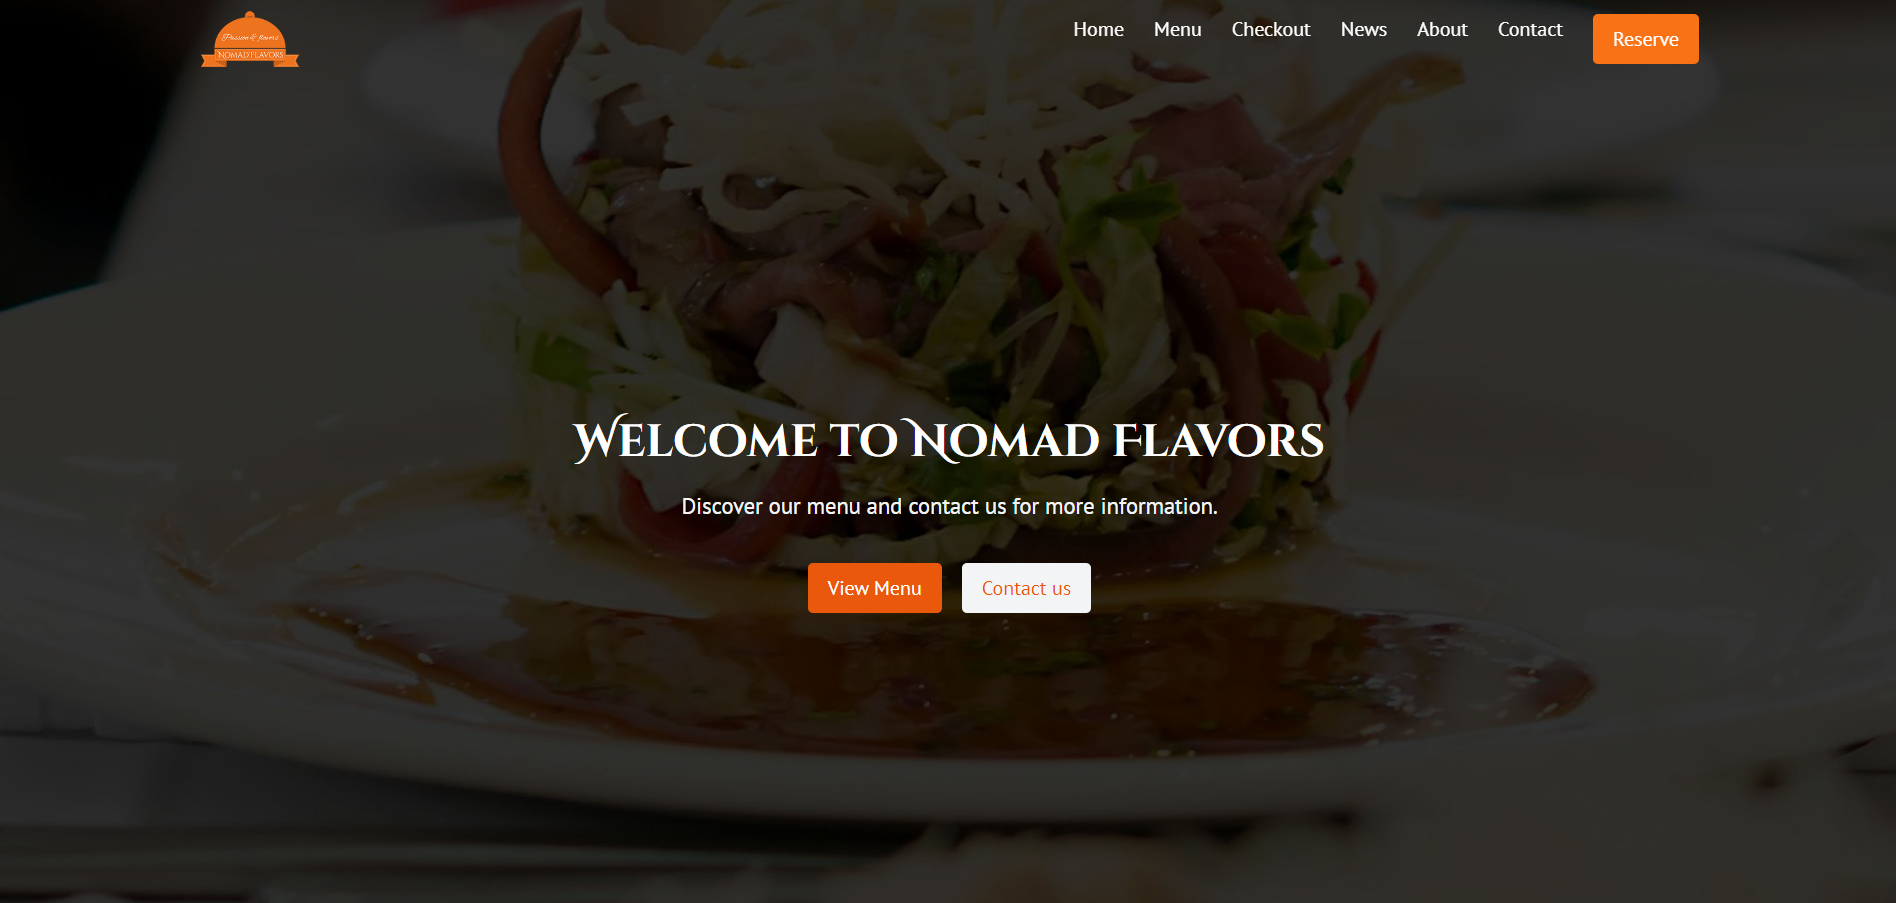 Passion & flavors
NOMAD FLAVORS
Home Menu Checkout News About Contact Reserve
Welcome to Nomad Flavors
Discover our menu and contact us for more information.
View Menu Contact us